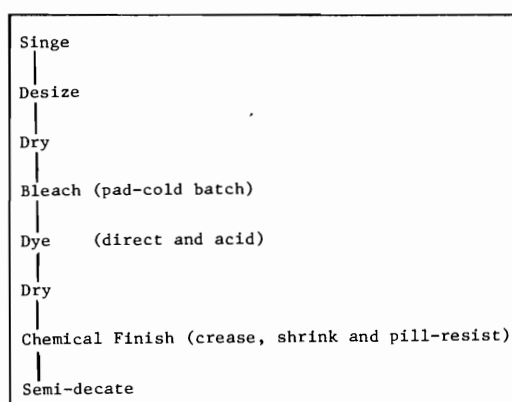 Singe
Desize
Dry
Bleach (pad-cold batch)
Dye (direct and acid)
Dry
Chemical Finish (crease, shrink and pill-resist)
Semi-decate